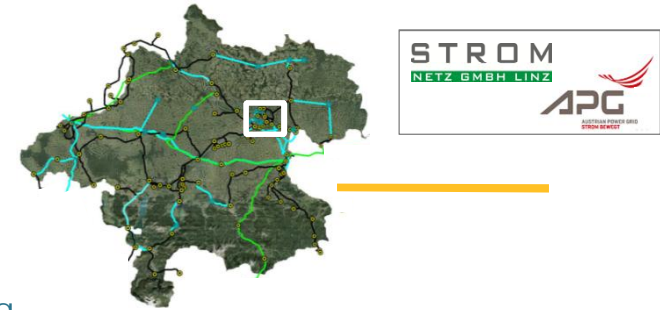 STROM
NETZ GMBH LINZ
APG
AUSTRIAN POWER GRID
STROM BEWEGT
g